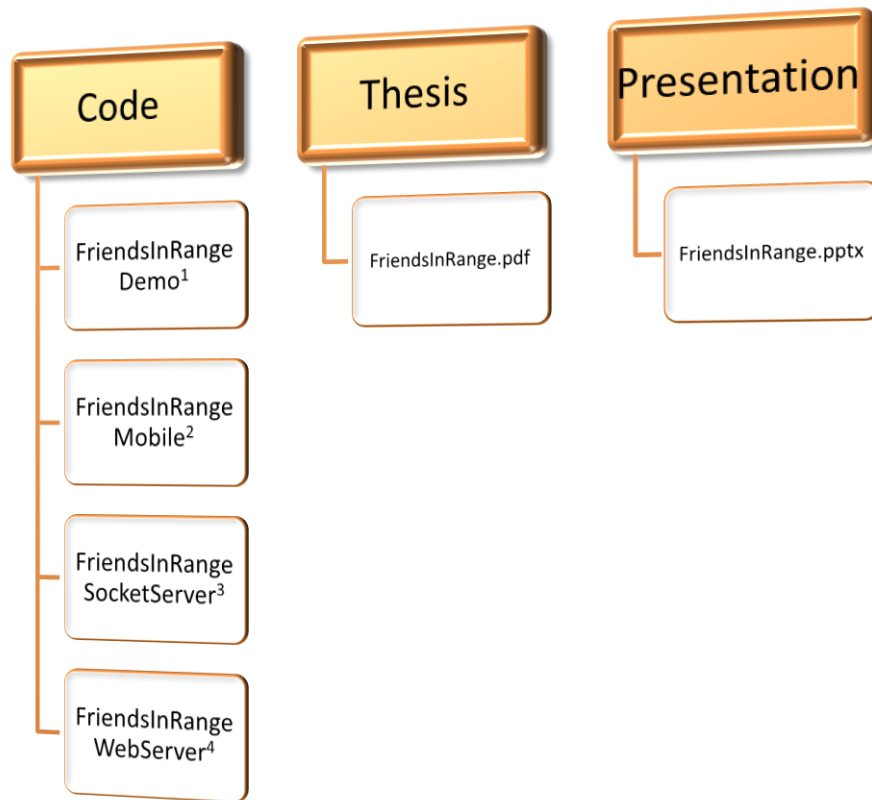 Code
FriendsInRange
Demo¹
FriendsInRange
Mobile²
FriendsInRange
SocketServer³
FriendsInRange
WebServer⁴
Thesis
FriendsInRange.pdf
Presentation
FriendsInRange.pptx